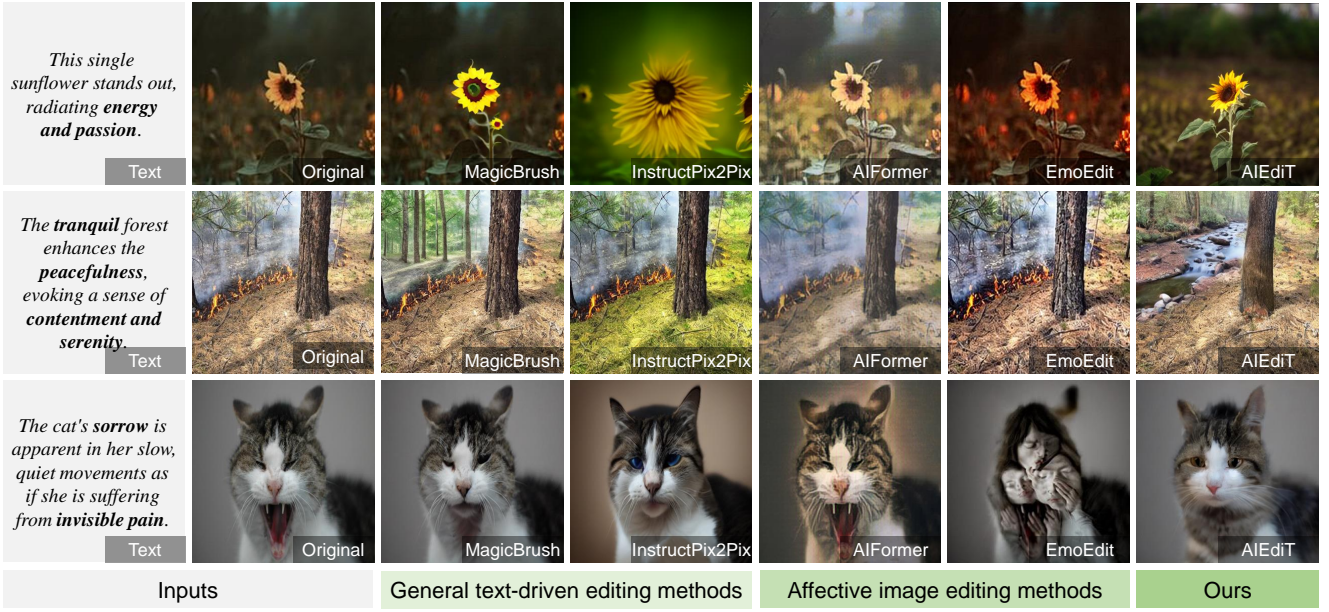 This single
sunflower stands out,
radiating energy
and passion.
Text
Original
MagicBrush
InstructPix2Pix
AIFormer
EmoEdit
AIEdiT
The tranquil forest
enhances the
peacefulness,
evoking a sense of
contentment and
serenity.
Text
Original
MagicBrush
InstructPix2Pix
AIFormer
EmoEdit
AIEdiT
The cat's sorrow is
apparent in her slow,
quiet movements as
if she is suffering
from invisible pain.
Text
Original
MagicBrush
InstructPix2Pix
AIFormer
EmoEdit
AIEdiT
Inputs
General text-driven editing methods
Affective image editing methods
Ours